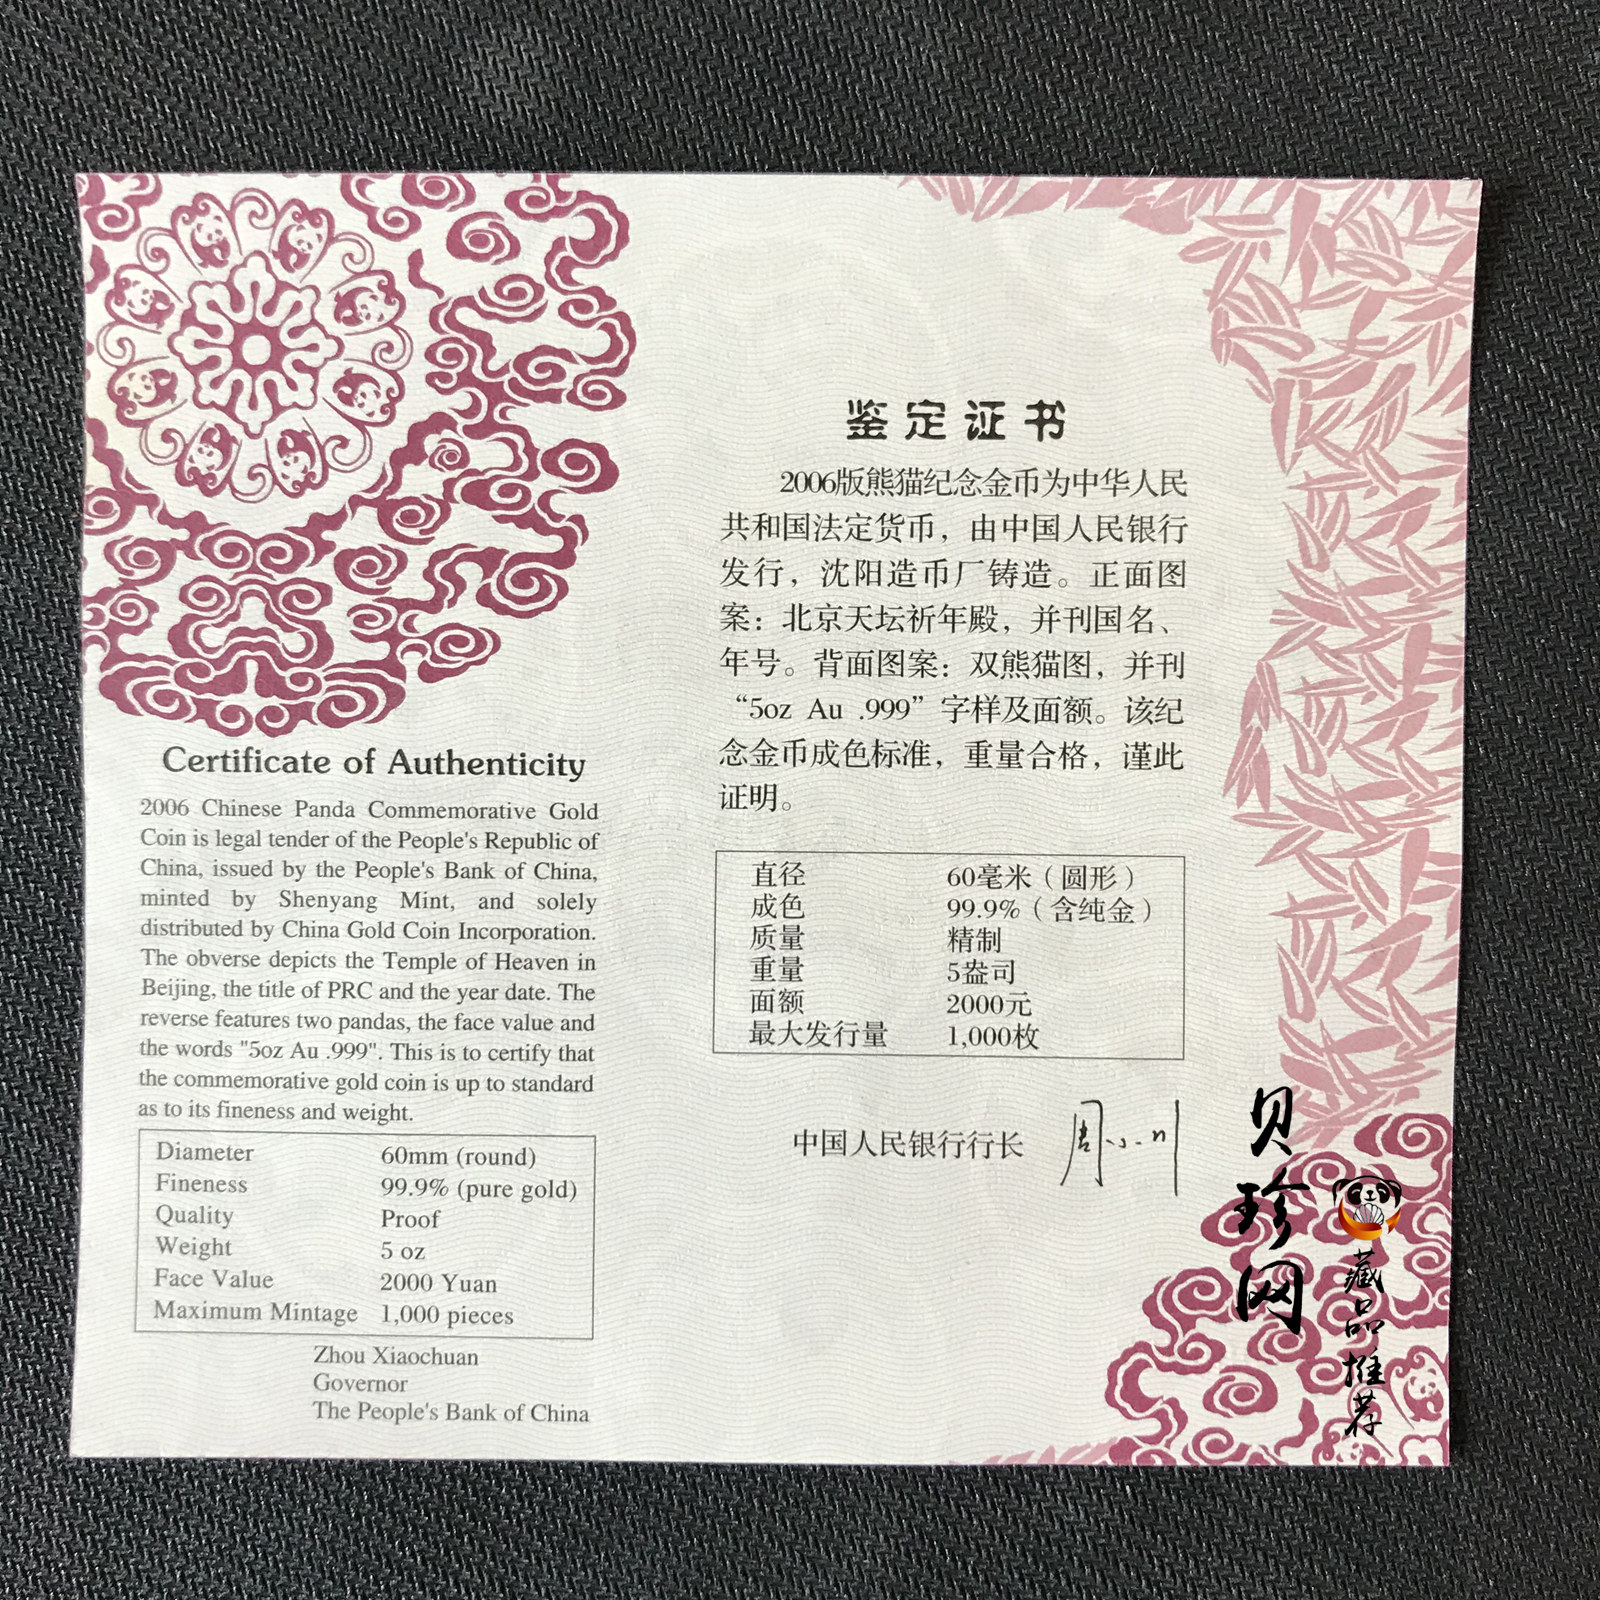 Certificate of Authenticity
2006 Chinese Panda Commemorative Gold
Coin is legal tender of the People's Republic of
China, issued by the People's Bank of China,
minted by Shenyang Mint, and solely
distributed by China Gold Coin Incorporation.
The obverse depicts the Temple of Heaven in
Beijing, the title of PRC and the year date. The
reverse features two pandas, the face value and
the words "5oz Au .999". This is to certify that
the commemorative gold coin is up to standard
as to its fineness and weight.
Diameter 60mm (round)
Fineness 99.9% (pure gold)
Quality Proof
Weight 5 oz
Face Value 2000 Yuan
Maximum Mintage 1,000 pieces
Zhou Xiaochuan
Governor
The People's Bank of China
鉴定证书
2006版熊猫纪念金币为中华人民
共和国法定货币，由中国人民银行
发行，沈阳造币厂铸造。正面图
案：北京天坛祈年殿，并刊国名、
年号。背面图案：双熊猫图，并刊
“5oz Au .999”字样及面额。该纪
念金币成色标准，重量合格，谨此
证明。
直径 60毫米（圆形）
成色 99.9%（含纯金）
质量 精制
重量 5盎司
面额 2000元
最大发行量 1,000枚
中国人民银行行长 周小川
贝珍网
藏品推荐